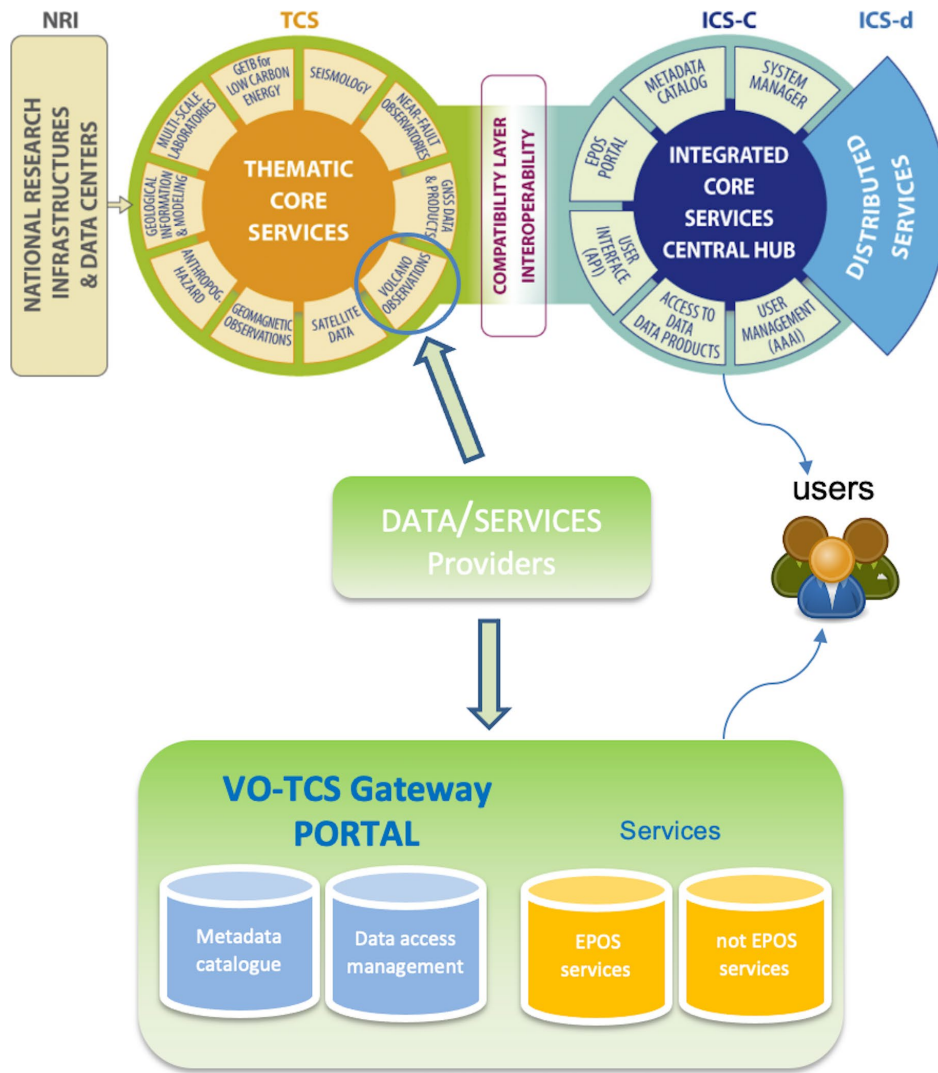 NRI
TCS
ICS-C
ICS-d
NATIONAL RESEARCH
INFRASTRUCTURES
& DATA CENTERS
THEMATIC
CORE
SERVICES
GETB for
LOW CARBON
ENERGY
SEISMOLOGY
NEAR-FAULT
OBSERVATORIES
GNSS DATA
& PRODUCTS
VOLCANO
OBSERVATIONS
SATELLITE
DATA
GEOMAGNETIC
OBSERVATIONS
ANTHROPOG.
HAZARD
GEOLOGICAL
INFORMATION
& MODELING
MULTI-SCALE
LABORATORIES
COMPATIBILITY LAYER
INTEROPERABILITY
INTEGRATED
CORE
SERVICES
CENTRAL HUB
METADATA
CATALOG
SYSTEM
MANAGER
EPOS
PORTAL
USER
INTERFACE
(API)
ACCESS TO
DATA
DATA PRODUCTS
USER
MANAGEMENT
(AAAI)
DISTRIBUTED
SERVICES
DATA/SERVICES
Providers
users
VO-TCS Gateway
PORTAL
Services
Metadata
catalogue
Data access
management
EPOS
services
not EPOS
services